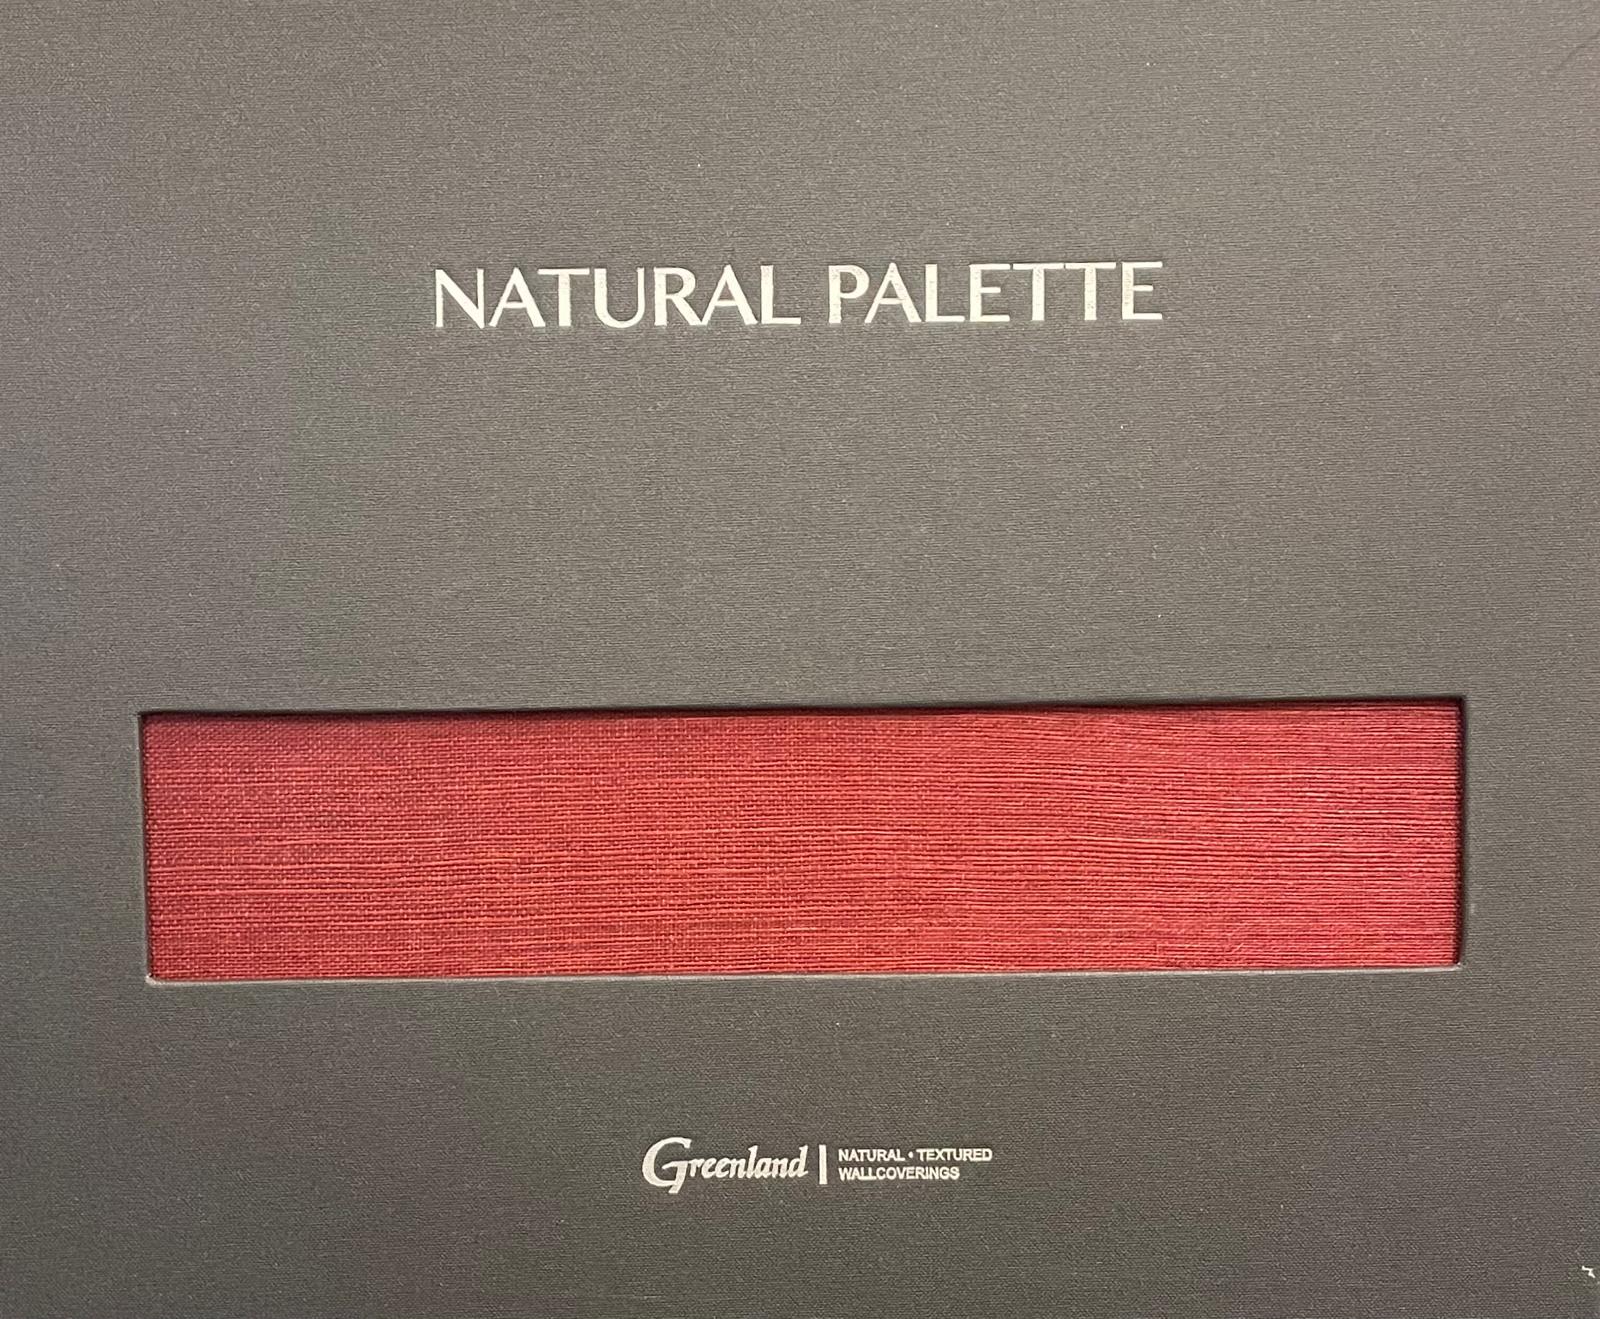 NATURAL PALETTE
Greenland | NATURAL • TEXTURED
WALLCOVERINGS